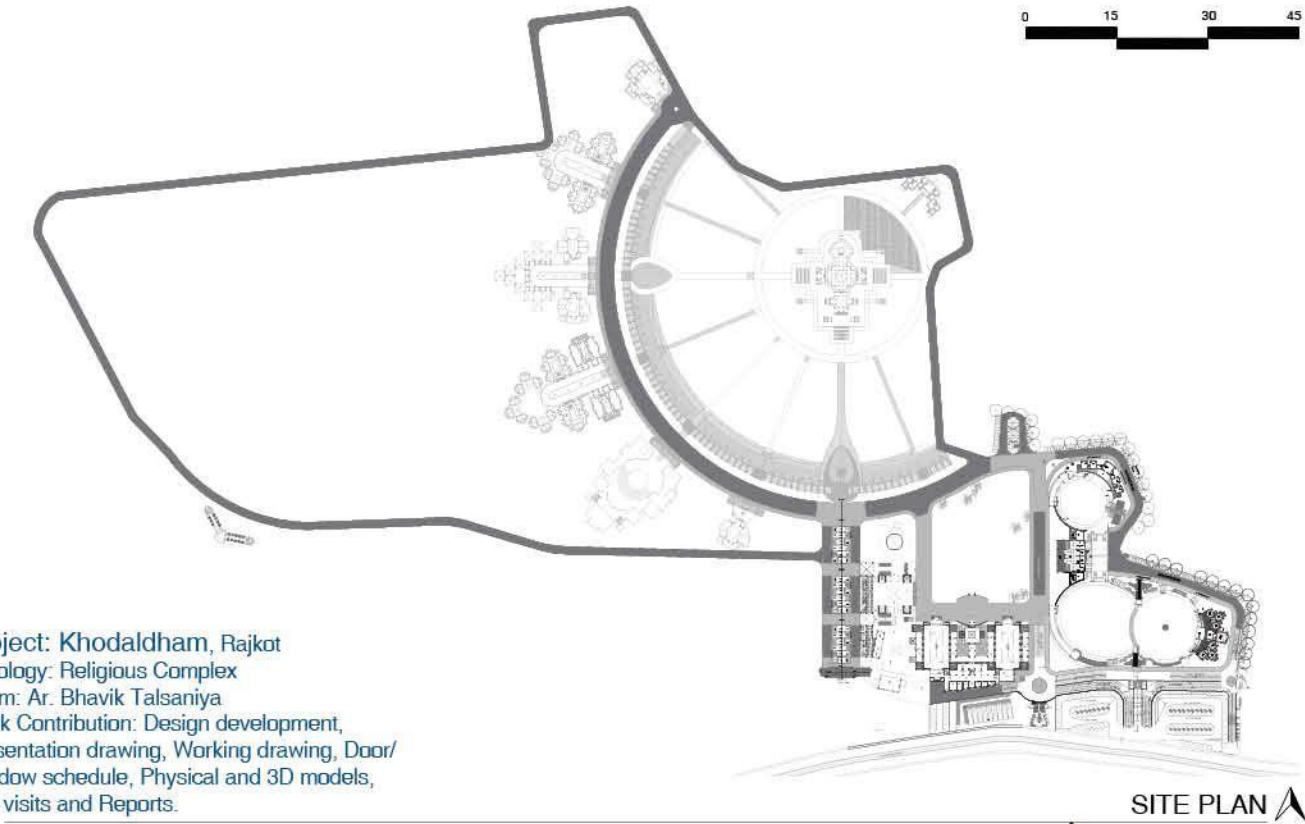 0 15 30 45
oject: Khodaldham, Rajkot
ology: Religious Complex
m: Ar. Bhavik Talsaniya
k Contribution: Design development,
sentation drawing, Working drawing, Door/
dow schedule, Physical and 3D models,
visits and Reports.
SITE PLAN